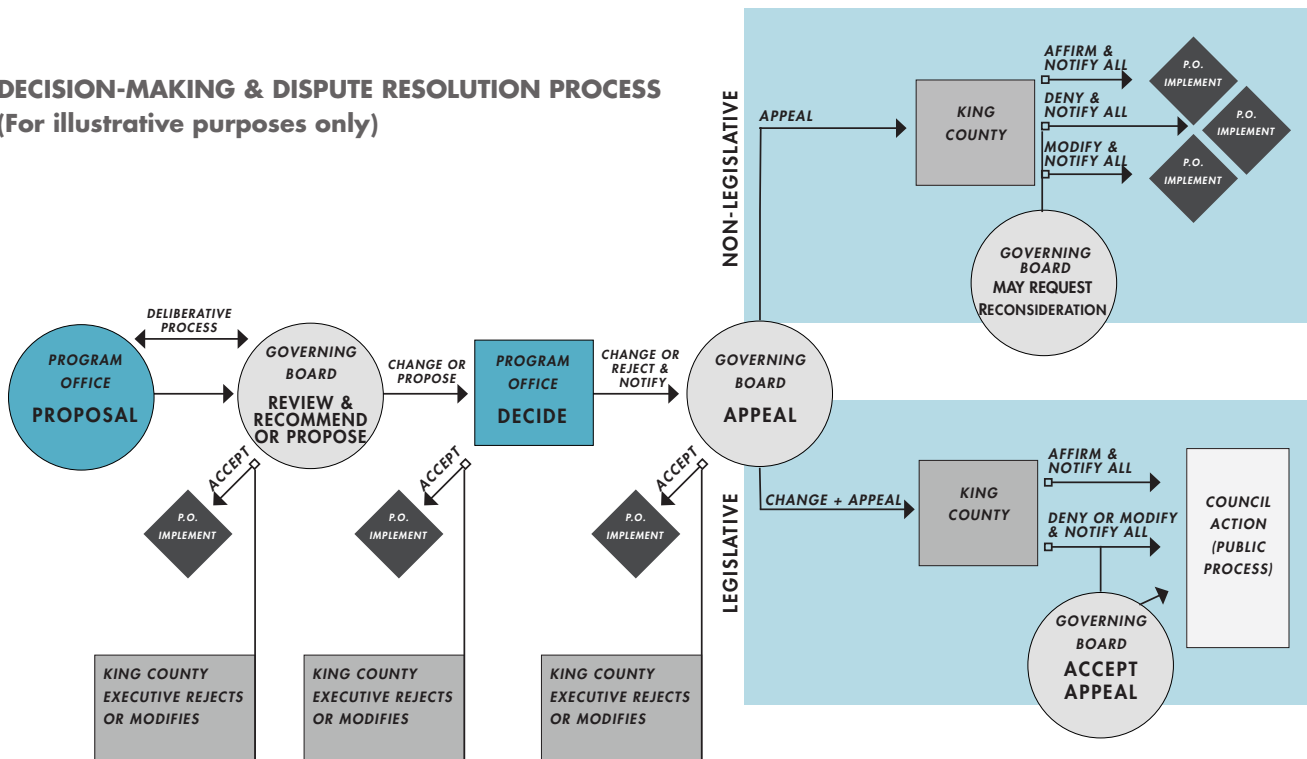 DECISION-MAKING & DISPUTE RESOLUTION PROCESS
(For illustrative purposes only)
DELIBERATIVE
PROCESS
PROGRAM
OFFICE
PROPOSAL
GOVERNING
BOARD
REVIEW &
RECOMMEND
OR PROPOSE
CHANGE OR
PROPOSE
PROGRAM
OFFICE
DECIDE
CHANGE OR
REJECT &
NOTIFY
GOVERNING
BOARD
APPEAL
ACCEPT
P.O.
IMPLEMENT
ACCEPT
P.O.
IMPLEMENT
ACCEPT
P.O.
IMPLEMENT
KING COUNTY
EXECUTIVE REJECTS
OR MODIFIES
KING COUNTY
EXECUTIVE REJECTS
OR MODIFIES
KING COUNTY
EXECUTIVE REJECTS
OR MODIFIES
NON-LEGISLATIVE
APPEAL
KING
COUNTY
AFFIRM &
NOTIFY ALL
DENY &
NOTIFY ALL
MODIFY &
NOTIFY ALL
P.O.
IMPLEMENT
P.O.
IMPLEMENT
P.O.
IMPLEMENT
GOVERNING
BOARD
MAY REQUEST
RECONSIDERATION
LEGISLATIVE
CHANGE + APPEAL
KING
COUNTY
AFFIRM &
NOTIFY ALL
DENY OR MODIFY
& NOTIFY ALL
COUNCIL
ACTION
(PUBLIC
PROCESS)
GOVERNING
BOARD
ACCEPT
APPEAL